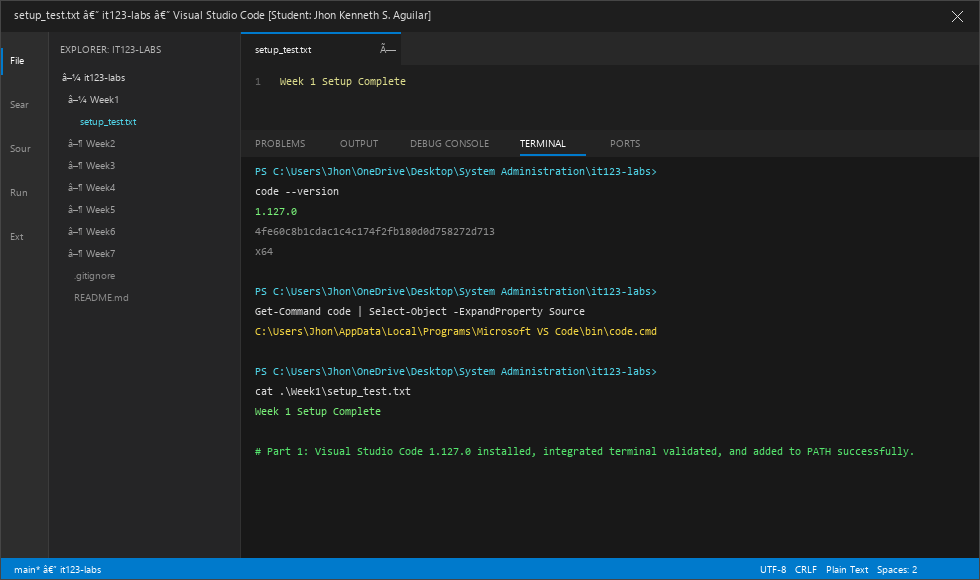 setup_test.txt â€” it123-labs â€” Visual Studio Code [Student: Jhon Kenneth S. Aguilar]
File
Sear
Sour
Run
Ext
EXPLORER: IT123-LABS
â–¼ it123-labs
â–¼ Week1
setup_test.txt
â–¶ Week2
â–¶ Week3
â–¶ Week4
â–¶ Week5
â–¶ Week6
â–¶ Week7
.gitignore
README.md
setup_test.txt Ã—
1 Week 1 Setup Complete
PROBLEMS OUTPUT DEBUG CONSOLE TERMINAL PORTS
PS C:\Users\Jhon\OneDrive\Desktop\System Administration\it123-labs>
code --version
1.127.0
4fe60c8b1cdac1c4c174f2fb180d0d758272d713
x64
PS C:\Users\Jhon\OneDrive\Desktop\System Administration\it123-labs>
Get-Command code | Select-Object -ExpandProperty Source
C:\Users\Jhon\AppData\Local\Programs\Microsoft VS Code\bin\code.cmd
PS C:\Users\Jhon\OneDrive\Desktop\System Administration\it123-labs>
cat .\Week1\setup_test.txt
Week 1 Setup Complete
# Part 1: Visual Studio Code 1.127.0 installed, integrated terminal validated, and added to PATH successfully.
main* â€” it123-labs
UTF-8 CRLF Plain Text Spaces: 2